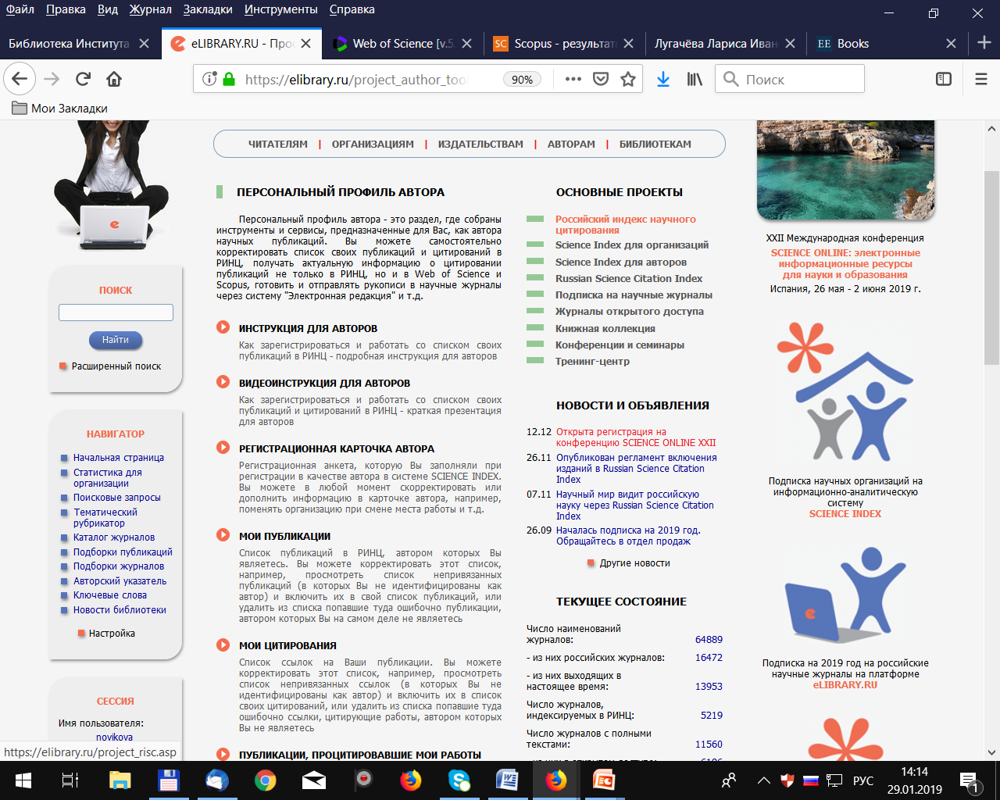 Файл Правка Вид Журнал Закладки Инструменты Справка
Библиотека Института
eLIBRARY.RU - Про
Web of Science [v.5.
SC Scopus - результат
Лугачёва Лариса Иван
EE Books
https://elibrary.ru/project_author_too
90%
Поиск
Мои Закладки
ЧИТАТЕЛЯМ | ОРГАНИЗАЦИЯМ | ИЗДАТЕЛЬСТВАМ | АВТОРАМ | БИБЛИОТЕКАМ
ПОИСК
Найти
Расширенный поиск
НАВИГАТОР
Начальная страница
Статистика для
организации
Поисковые запросы
Тематический
рубрикатор
Каталог журналов
Подборки публикаций
Подборки журналов
Авторский указатель
Ключевые слова
Новости библиотеки
Настройка
СЕССИЯ
Имя пользователя:
novikova
https://elibrary.ru/project_risc.asp
ПЕРСОНАЛЬНЫЙ ПРОФИЛЬ АВТОРА
Персональный профиль автора - это раздел, где собраны
инструменты и сервисы, предназначенные для Вас, как автора
научных публикаций. Вы можете самостоятельно
корректировать список своих публикаций и цитирований в
РИНЦ, получать актуальную информацию о цитировании
публикаций не только в РИНЦ, но и в Web of Science и
Scopus, готовить и отправлять рукописи в научные журналы
через систему "Электронная редакция" и т.д.
ИНСТРУКЦИЯ ДЛЯ АВТОРОВ
Как зарегистрироваться и работать со списком своих
публикаций в РИНЦ - подробная инструкция для авторов
ВИДЕОИНСТРУКЦИЯ ДЛЯ АВТОРОВ
Как зарегистрироваться и работать со списком своих
публикаций и цитирований в РИНЦ - краткая презентация
для авторов
РЕГИСТРАЦИОННАЯ КАРТОЧКА АВТОРА
Регистрационная анкета, которую Вы заполняли при
регистрации в качестве автора в системе SCIENCE INDEX.
Вы можете в любой момент скорректировать или
дополнить информацию в карточке автора, например,
поменять организацию при смене места работы и т.д.
МОИ ПУБЛИКАЦИИ
Список публикаций в РИНЦ, автором которых Вы
являетесь. Вы можете корректировать этот список,
например, просмотреть список непривязанных
публикаций (в которых Вы не идентифицированы как
автор) и включить их в свой список публикаций, или
удалить из списка попавшие туда ошибочно публикации,
автором которых Вы на самом деле не являетесь
МОИ ЦИТИРОВАНИЯ
Список ссылок на Ваши публикации. Вы можете
корректировать этот список, например, просмотреть
список непривязанных ссылок (в которых Вы не
идентифицированы как автор) и включить их в список
своих цитирований, или удалить из списка попавшие туда
ошибочно ссылки, цитирующие работы, автором которых
Вы не являетесь
ПУБЛИКАЦИИ, ПРОЦИТИРОВАВШИЕ МОИ РАБОТЫ
ОСНОВНЫЕ ПРОЕКТЫ
Российский индекс научного
цитирования
Science Index для организаций
Science Index для авторов
Russian Science Citation Index
Подписка на научные журналы
Журналы открытого доступа
Книжная коллекция
Конференции и семинары
Тренинг-центр
НОВОСТИ И ОБЪЯВЛЕНИЯ
12.12 Открыта регистрация на
конференцию SCIENCE ONLINE XXII
26.11 Опубликован регламент включения
изданий в Russian Science Citation
Index
07.11 Научный мир видит российскую
науку через Russian Science Citation
Index
26.09 Началась подписка на 2019 год.
Обращайтесь в отдел продаж
Другие новости
ТЕКУЩЕЕ СОСТОЯНИЕ
Число наименований
журналов: 64889
- из них российских журналов: 16472
- из них выходящих в
настоящее время: 13953
Число журналов,
индексируемых в РИНЦ: 5219
Число журналов с полными
текстами: 11560
XXII Международная конференция
SCIENCE ONLINE: электронные
информационные ресурсы
для науки и образования
Испания, 26 мая - 2 июня 2019 г.
Подписка научных организаций на
информационно-аналитическую
систему
SCIENCE INDEX
Подписка на 2019 год на российские
научные журналы на платформе
eLIBRARY.RU
РУС
14:14
29.01.2019
1